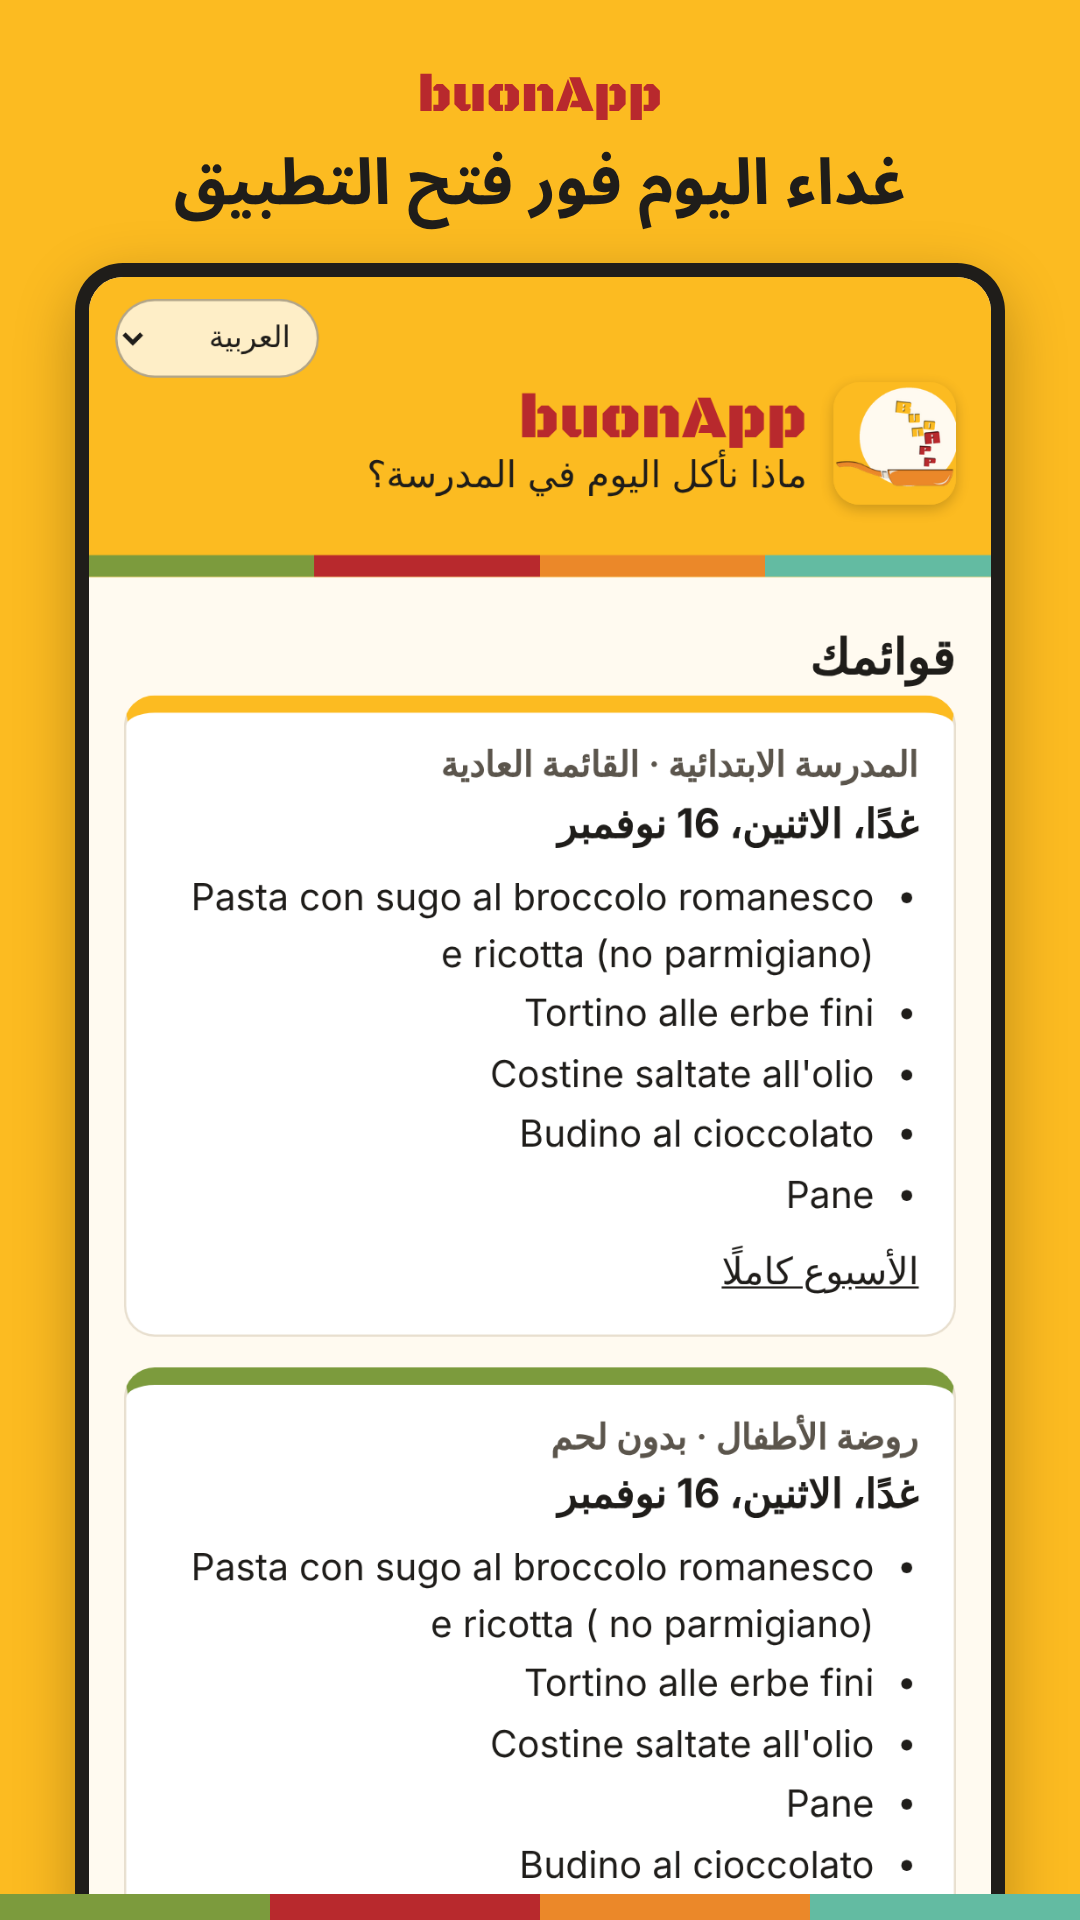 buonApp
غداء اليوم فور فتح التطبيق
العربية
buonApp
ماذا نأكل اليوم في المدرسة؟
قوائمك
المدرسة الابتدائية · القائمة العادية
غدًا، الاثنين، 16 نوفمبر
• Pasta con sugo al broccolo romanesco
e ricotta (no parmigiano)
• Tortino alle erbe fini
• Costine saltate all'olio
• Budino al cioccolato
• Pane
الأسبوع كاملًا
روضة الأطفال · بدون لحم
غدًا، الاثنين، 16 نوفمبر
• Pasta con sugo al broccolo romanesco
e ricotta ( no parmigiano)
• Tortino alle erbe fini
• Costine saltate all'olio
• Pane
• Budino al cioccolato